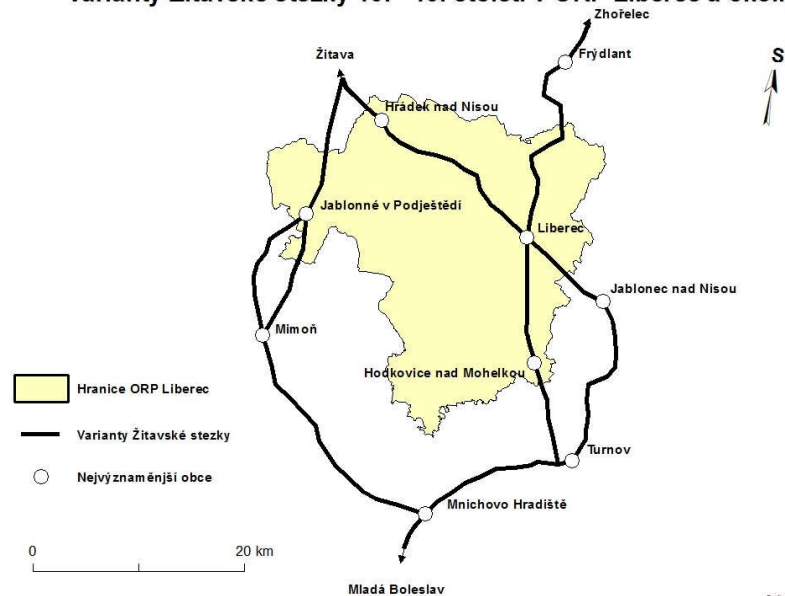 Zhořelec
S
Frýdlant
Žitava
Hrádek nad Nisou
Jablonné v Podještědí
Liberec
Jablonec nad Nisou
Mimoň
Hodkovice nad Mohelkou
Hranice ORP Liberec
Varianty Žitavské stezky
Turnov
Nejvýznamnější obce
Mnichovo Hradiště
0 20 km
Mladá Boleslav